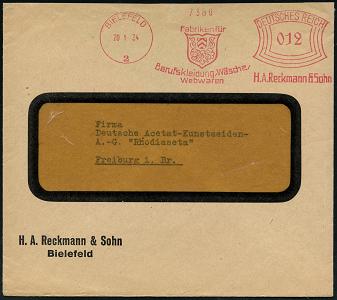 BIELEFELD
20.1.34
2
Fabriken für
Berufskleidung, Wäsche,
Webwaren
DEUTSCHES REICH
012
H.A. Reckmann & Sohn
Firma
Deutsche Acetat-Kunstseiden-
A.-G. "Rhodiaseta"
Freiburg i. Br.
H. A. Reckmann & Sohn
Bielefeld